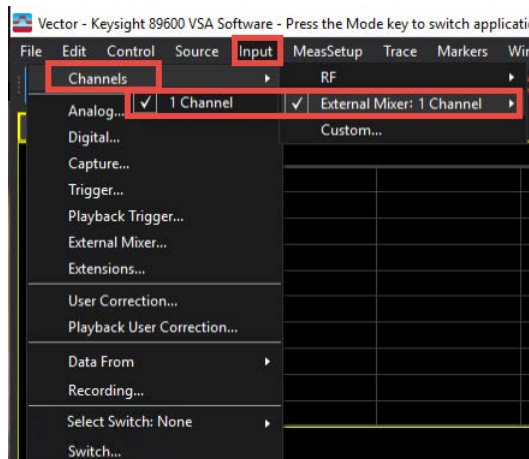 Vector - Keysight 89600 VSA Software - Press the Mode key to switch applicati
File Edit Control Source Input MeasSetup Trace Markers
Channels RF
1 Channel External Mixer: 1 Channel
Analog...
Custom...
Digital...
Capture...
Trigger...
Playback Trigger...
External Mixer...
Extensions...
User Correction...
Playback User Correction...
Data From
Recording...
Select Switch: None
Switch...